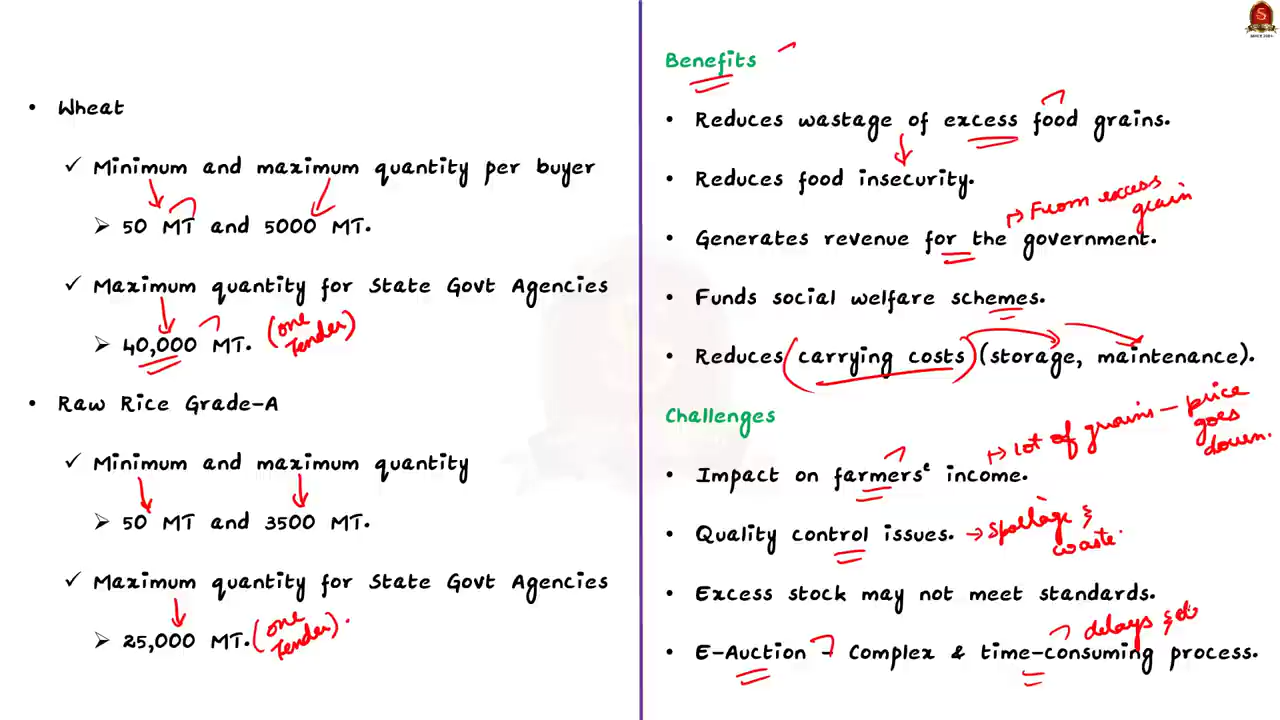 • Wheat
✓ Minimum and maximum quantity per buyer
➢ 50 MT and 5000 MT.
✓ Maximum quantity for State Govt Agencies
➢ 40,000 MT. (one
Tender)
• Raw Rice Grade-A
✓ Minimum and maximum quantity
➢ 50 MT and 3500 MT.
✓ Maximum quantity for State Govt Agencies
➢ 25,000 MT. (one
Tender).
Benefits
• Reduces wastage of excess food grains.
• Reduces food insecurity.
From excess
grain
• Generates revenue for the government.
• Funds social welfare schemes.
• Reduces (carrying costs) (storage, maintenance).
Challenges
Lot of grains - price
goes
down.
• Impact on farmers' income.
• Quality control issues. → spoilage &
waste.
• Excess stock may not meet standards.
delays &
• E-Auction - Complex & time-consuming process.